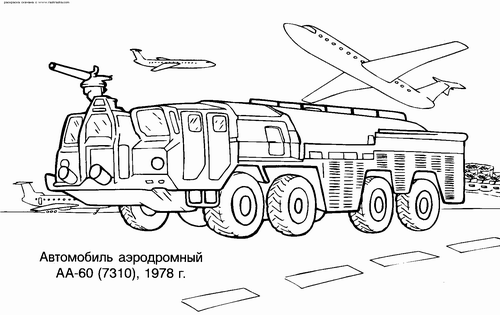 Автомобиль аэродромный
АА-60 (7310), 1978 г.